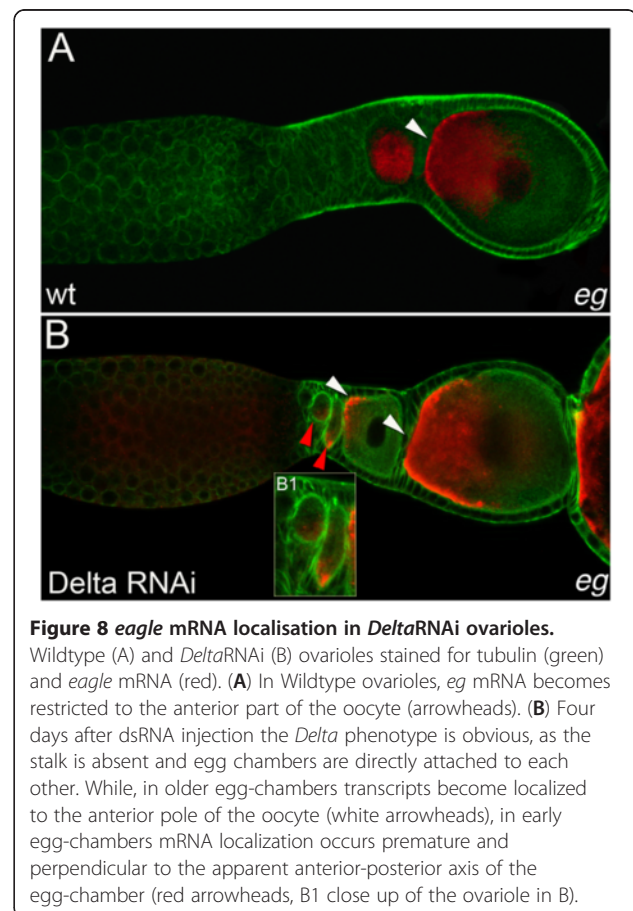 A
wt
eg
B
B1
Delta RNAi
eg
Figure 8 eagle mRNA localisation in DeltaRNAi ovarioles.
Wildtype (A) and DeltaRNAi (B) ovarioles stained for tubulin (green)
and eagle mRNA (red). (A) In Wildtype ovarioles, eg mRNA becomes
restricted to the anterior part of the oocyte (arrowheads). (B) Four
days after dsRNA injection the Delta phenotype is obvious, as the
stalk is absent and egg chambers are directly attached to each
other. While, in older egg-chambers transcripts become localized
to the anterior pole of the oocyte (white arrowheads), in early
egg-chambers mRNA localization occurs premature and
perpendicular to the apparent anterior-posterior axis of the
egg-chamber (red arrowheads, B1 close up of the ovariole in B).